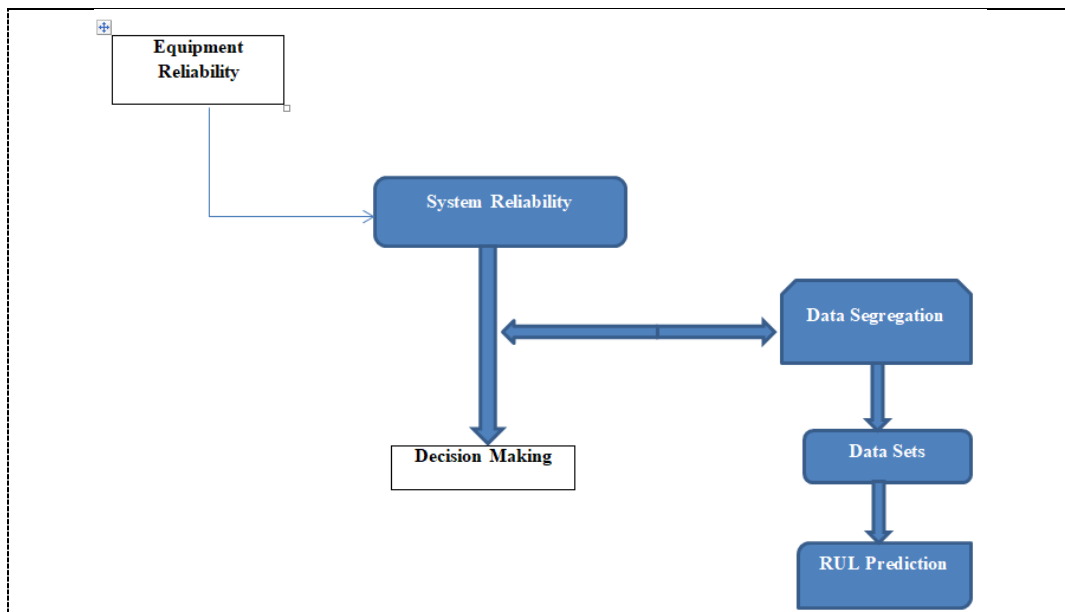 Equipment
Reliability
System Reliability
Data Segregation
Decision Making
Data Sets
RUL Prediction